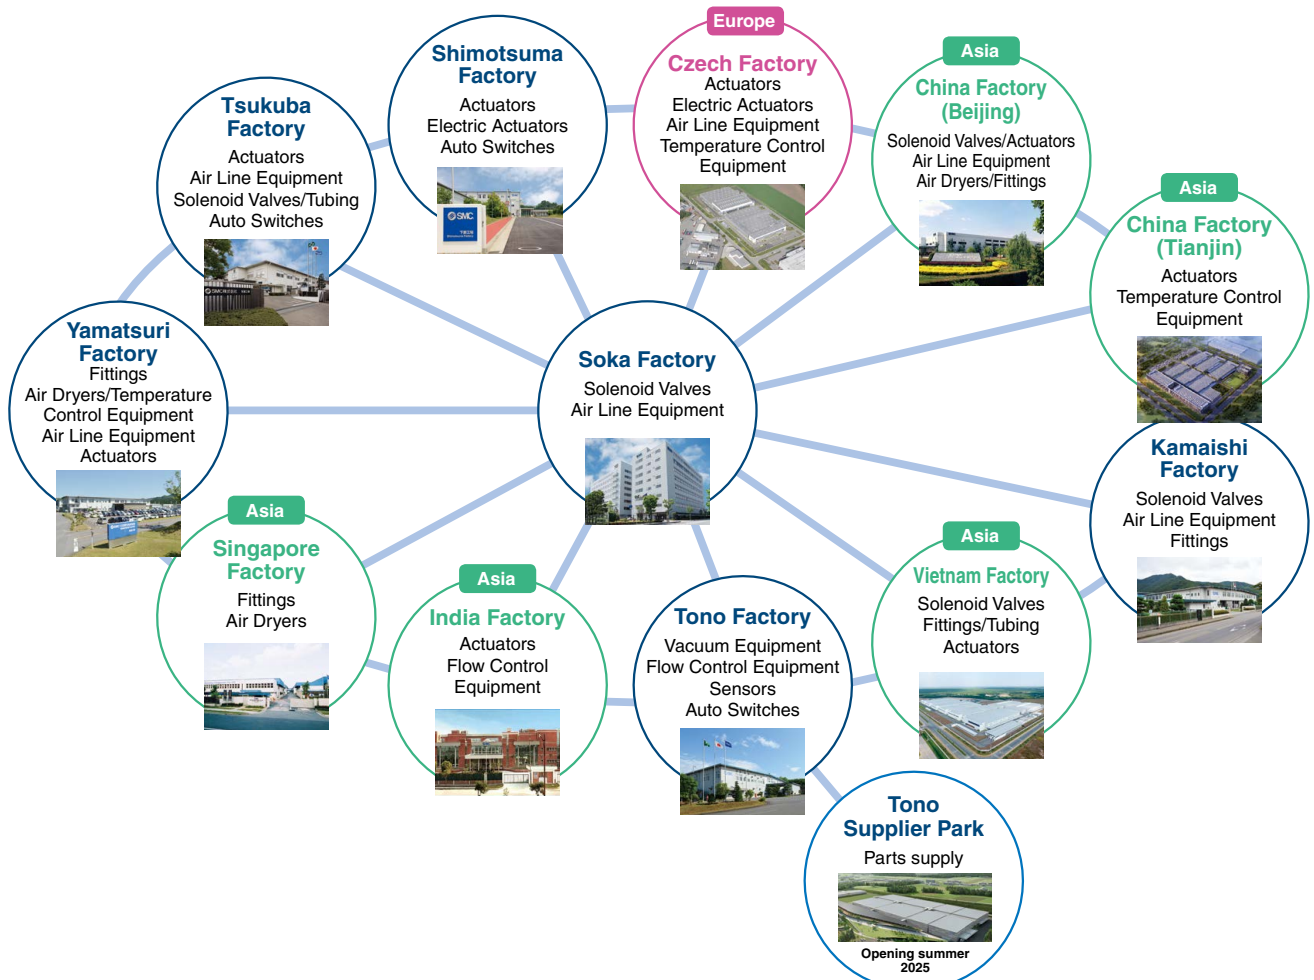 Europe
Czech Factory
Actuators
Electric Actuators
Air Line Equipment
Temperature Control
Equipment
Shimotsuma
Factory
Actuators
Electric Actuators
Auto Switches
SMC
Asia
China Factory
(Beijing)
Solenoid Valves/Actuators
Air Line Equipment
Air Dryers/Fittings
Tsukuba
Factory
Actuators
Air Line Equipment
Solenoid Valves/Tubing
Auto Switches
Asia
China Factory
(Tianjin)
Actuators
Temperature Control
Equipment
Yamatsuri
Factory
Fittings
Air Dryers/Temperature
Control Equipment
Air Line Equipment
Actuators
Soka Factory
Solenoid Valves
Air Line Equipment
Kamaishi
Factory
Solenoid Valves
Air Line Equipment
Fittings
Asia
Singapore
Factory
Fittings
Air Dryers
Asia
India Factory
Actuators
Flow Control
Equipment
Tono Factory
Vacuum Equipment
Flow Control Equipment
Sensors
Auto Switches
Asia
Vietnam Factory
Solenoid Valves
Fittings/Tubing
Actuators
Tono
Supplier Park
Parts supply
Opening summer
2025